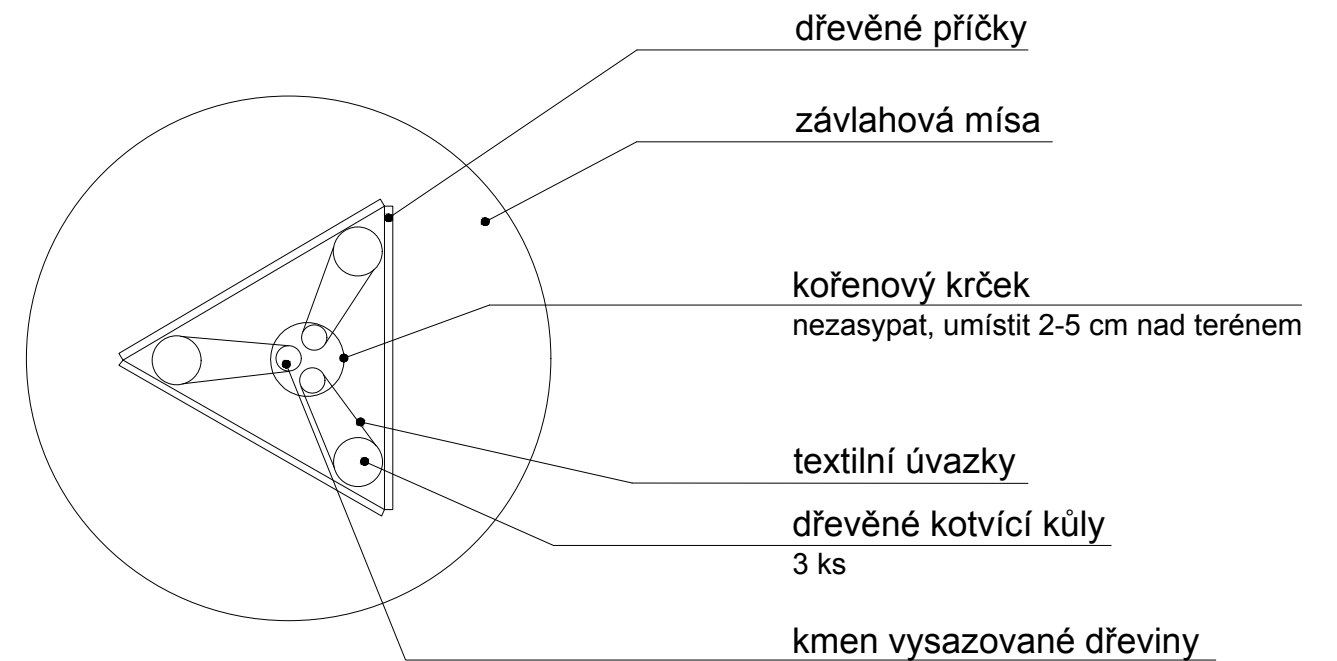 dřevěné příčky
závlahová mísa
kořenový krček
nezasypat, umístit 2-5 cm nad terénem
textilní úvazky
dřevěné kotvící kůly
3 ks
kmen vysazované dřeviny